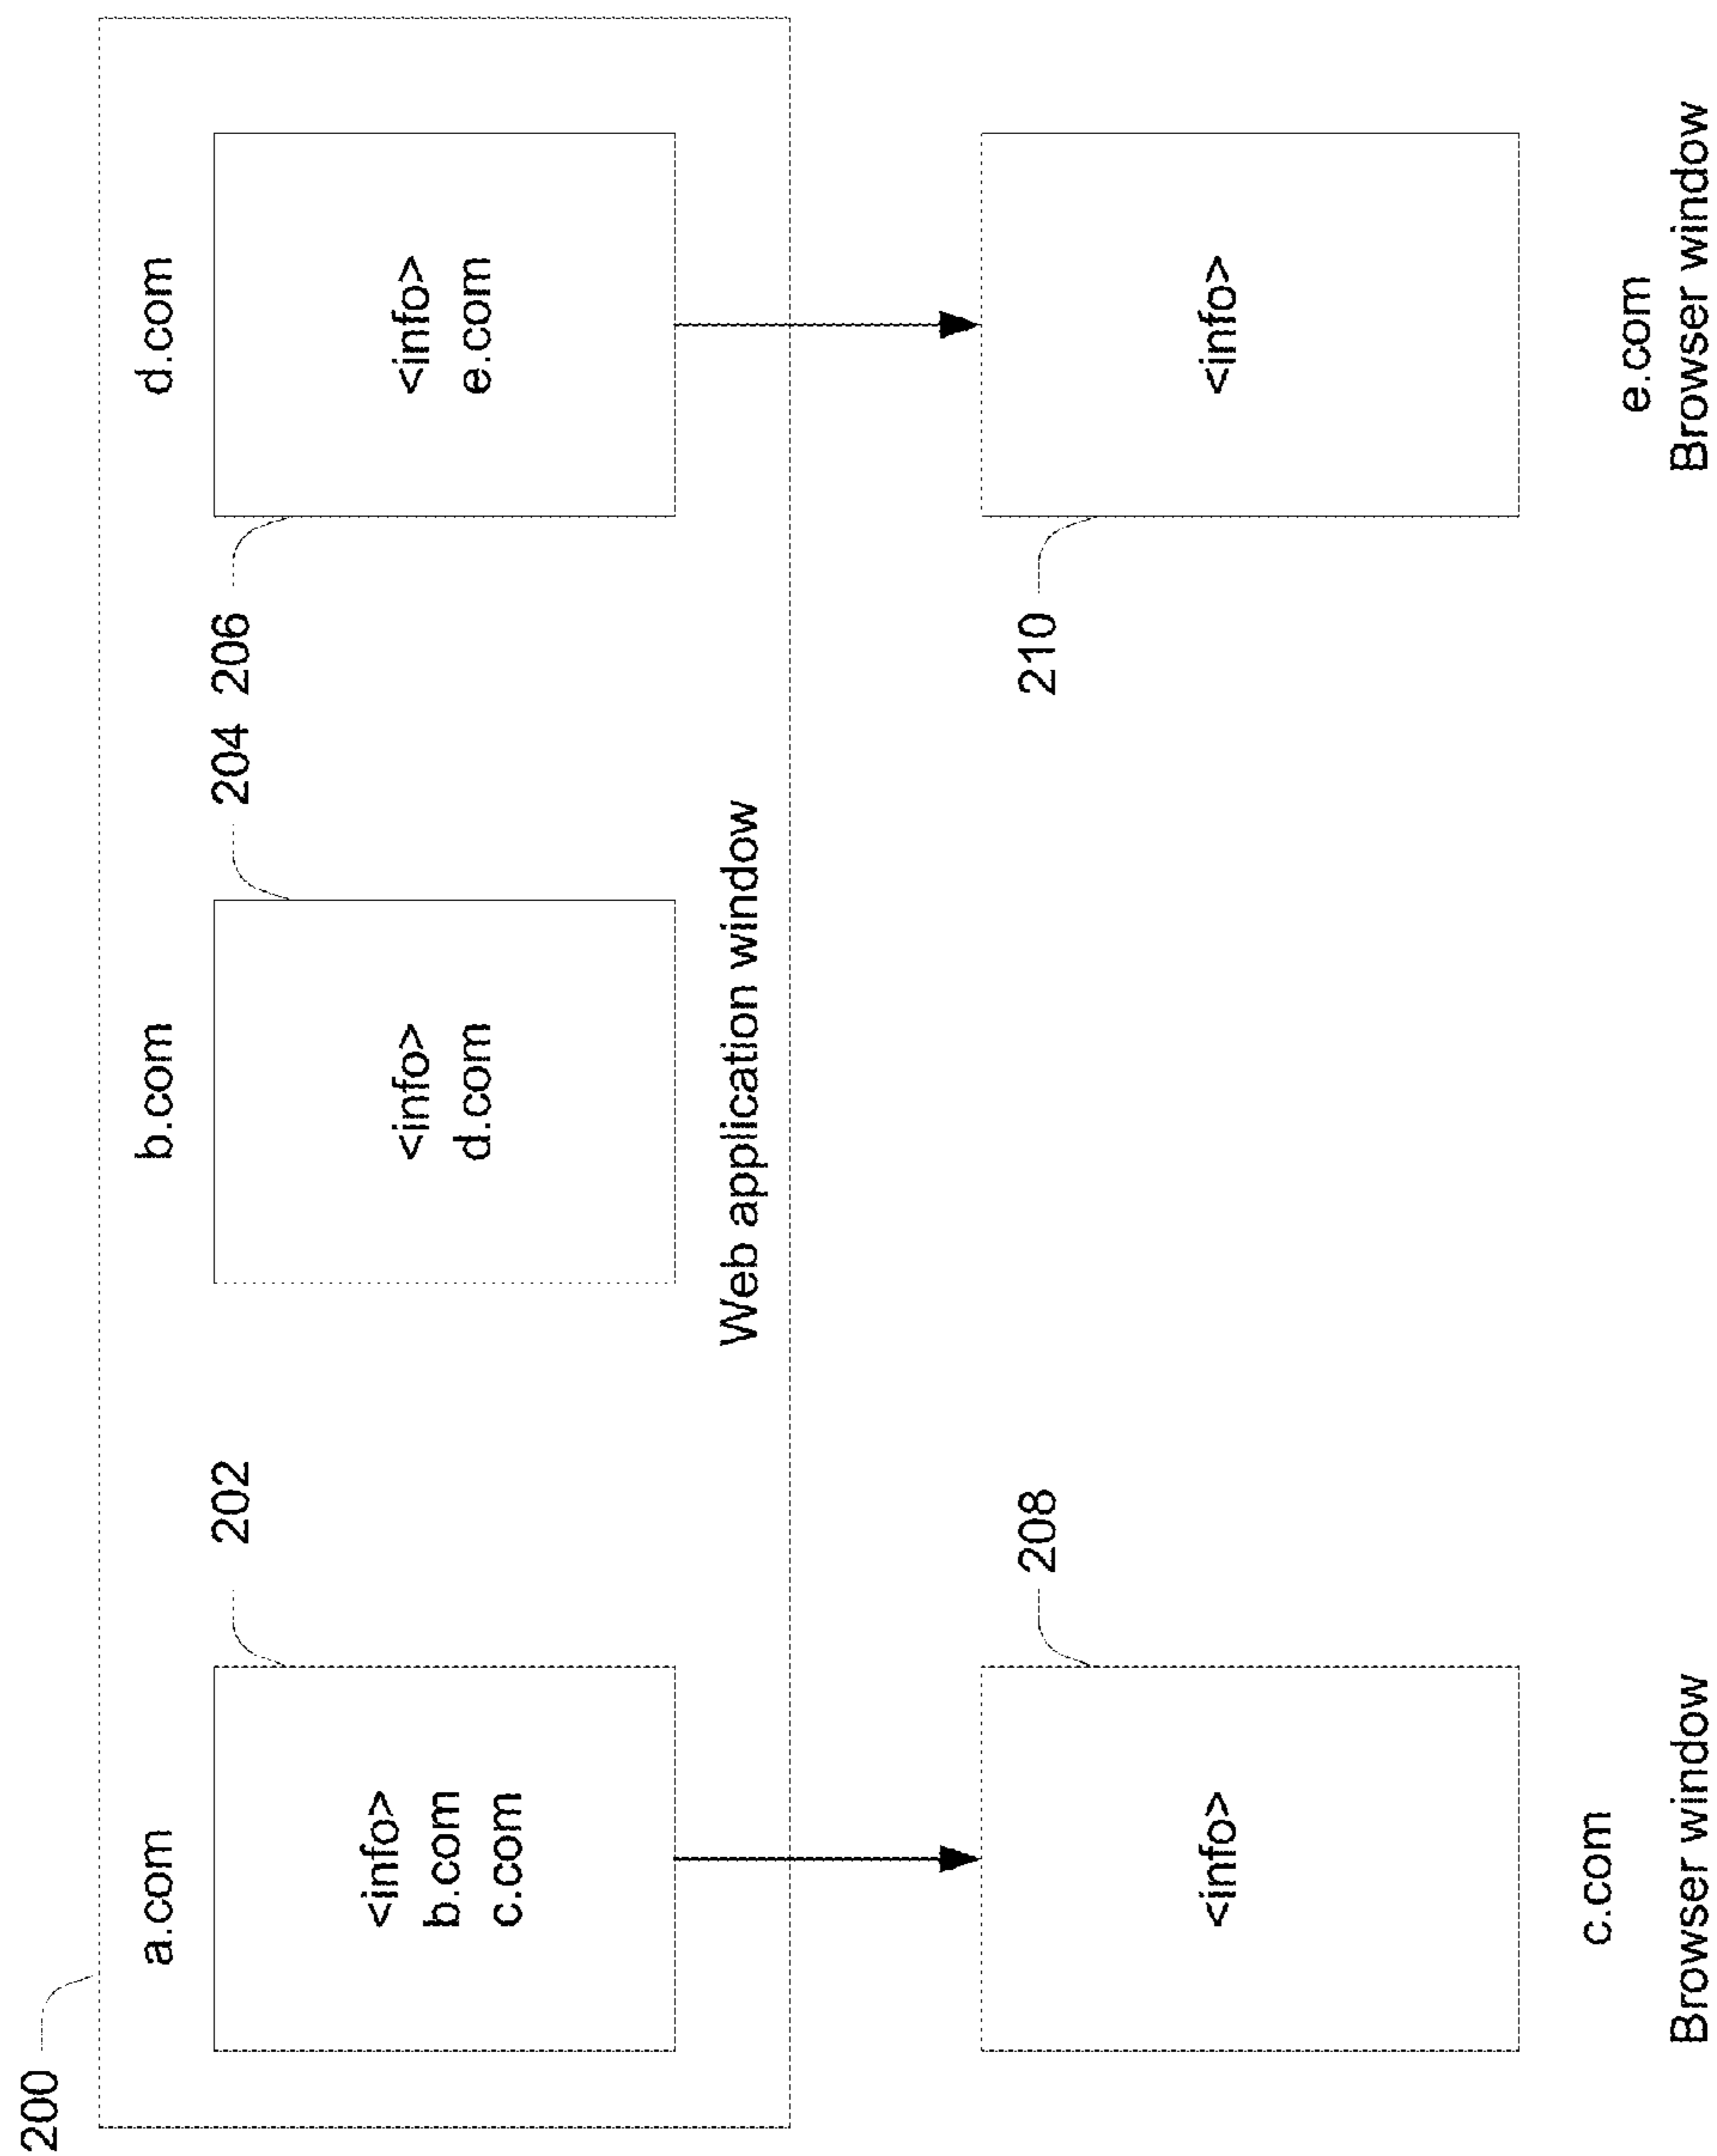 200
a.com
b.com
d.com
202
204
206
<info>
b.com
c.com
<info>
d.com
<info>
e.com
Web application window
208
210
<info>
<info>
c.com
e.com
Browser window
Browser window